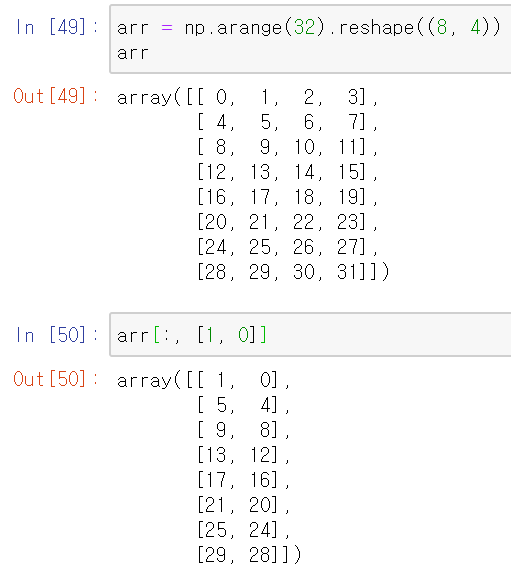 In [49]: arr = np.arange(32).reshape((8, 4))
arr
Out[49]: array([[ 0,  1,  2,  3],
[ 4,  5,  6,  7],
[ 8,  9, 10, 11],
[12, 13, 14, 15],
[16, 17, 18, 19],
[20, 21, 22, 23],
[24, 25, 26, 27],
[28, 29, 30, 31]])
In [50]: arr[:, [1, 0]]
Out[50]: array([[ 1,  0],
[ 5,  4],
[ 9,  8],
[13, 12],
[17, 16],
[21, 20],
[25, 24],
[29, 28]])